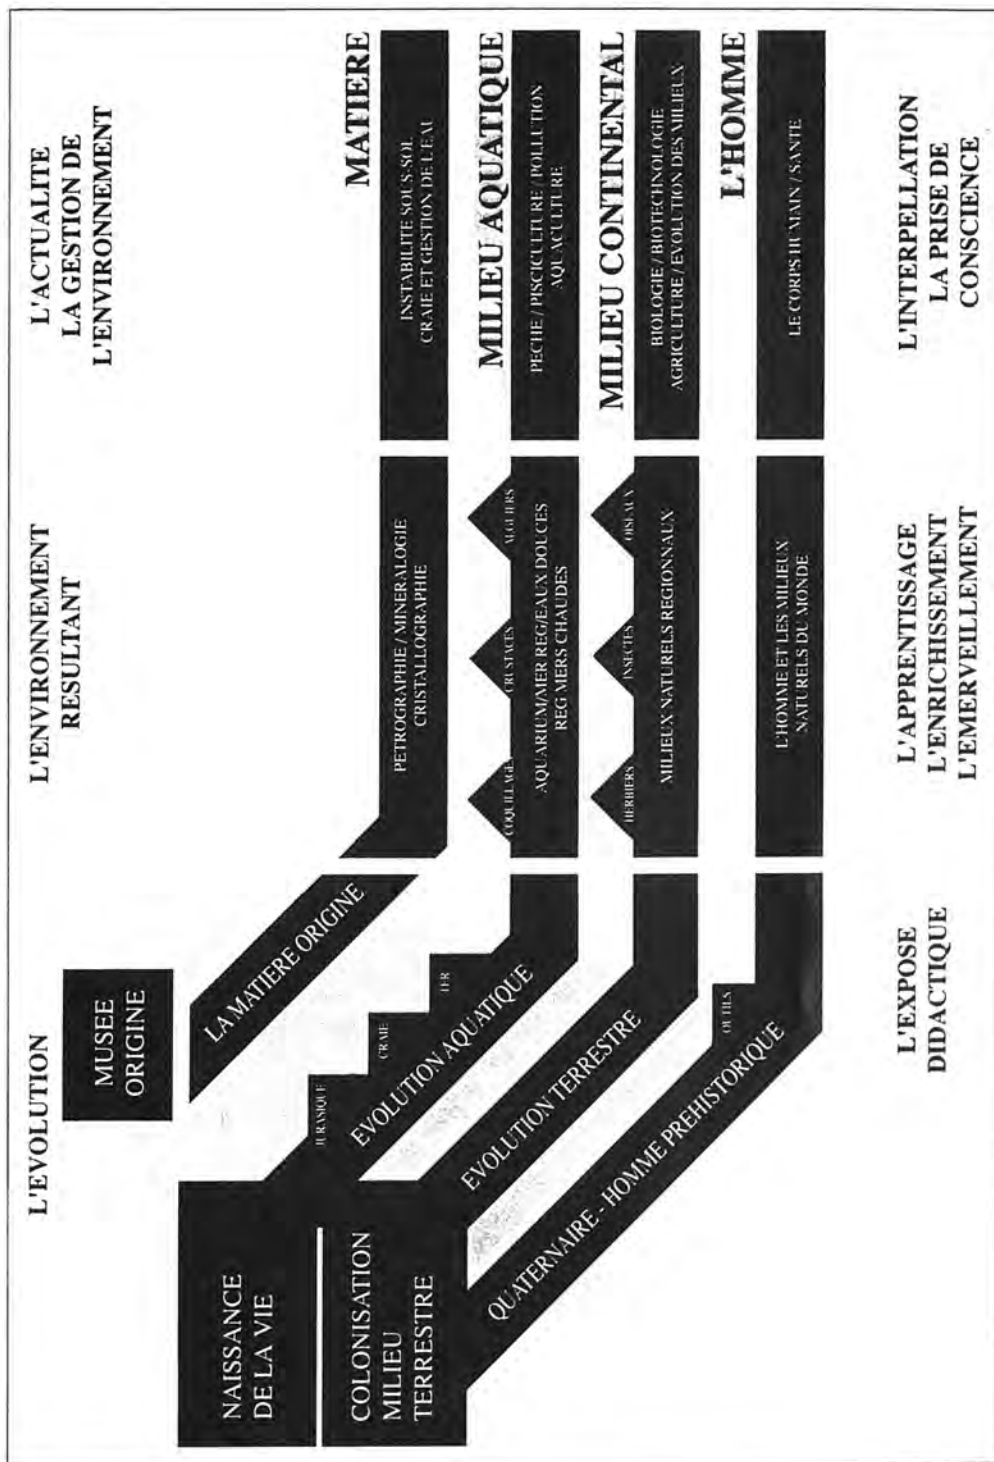 L'EVOLUTION
L'ENVIRONNEMENT
RESULTANT
L'ACTUALITE
LA GESTION DE
L'ENVIRONNEMENT
MUSEE
ORIGINE
LA MATIERE ORIGINE
PETROGRAPHIE / MINERALOGIE
CRISTALLOGRAPHIE
MATIERE
INSTABILITE SOUS-SOL
CRAIE ET GESTION DE L'EAU
NAISSANCE
DE LA VIE
JURASIQUE
CRAIE
TER
EVOLUTION AQUATIQUE
COQUILLAGES
CRUSTACES
ALGUIERS
AQUARIUM/MER REG/EAUX DOUCES
REG MERS CHAUDES
MILIEU AQUATIQUE
PECHE / PISCICULTURE / POLLUTION
AQUACULTURE
COLONISATION
MILIEU
TERRESTRE
EVOLUTION TERRESTRE
HERBIERS
INSECTES
OISEAUX
MILIEUX NATURELS REGIONNAUX
MILIEU CONTINENTAL
BIOLOGIE / BIOTECHNOLOGIE
AGRICULTURE / EVOLUTION DES MILIEUX
QUATERNAIRE - HOMME PREHISTORIQUE
OUTILS
L'HOMME ET LES MILIEUX
NATURELS DU MONDE
L'HOMME
LE CORPS HUMAIN / SANTE
L'EXPOSE
DIDACTIQUE
L'APPRENTISSAGE
L'ENRICHISSEMENT
L'EMERVEILLEMENT
L'INTERPELLATION
LA PRISE DE
CONSCIENCE